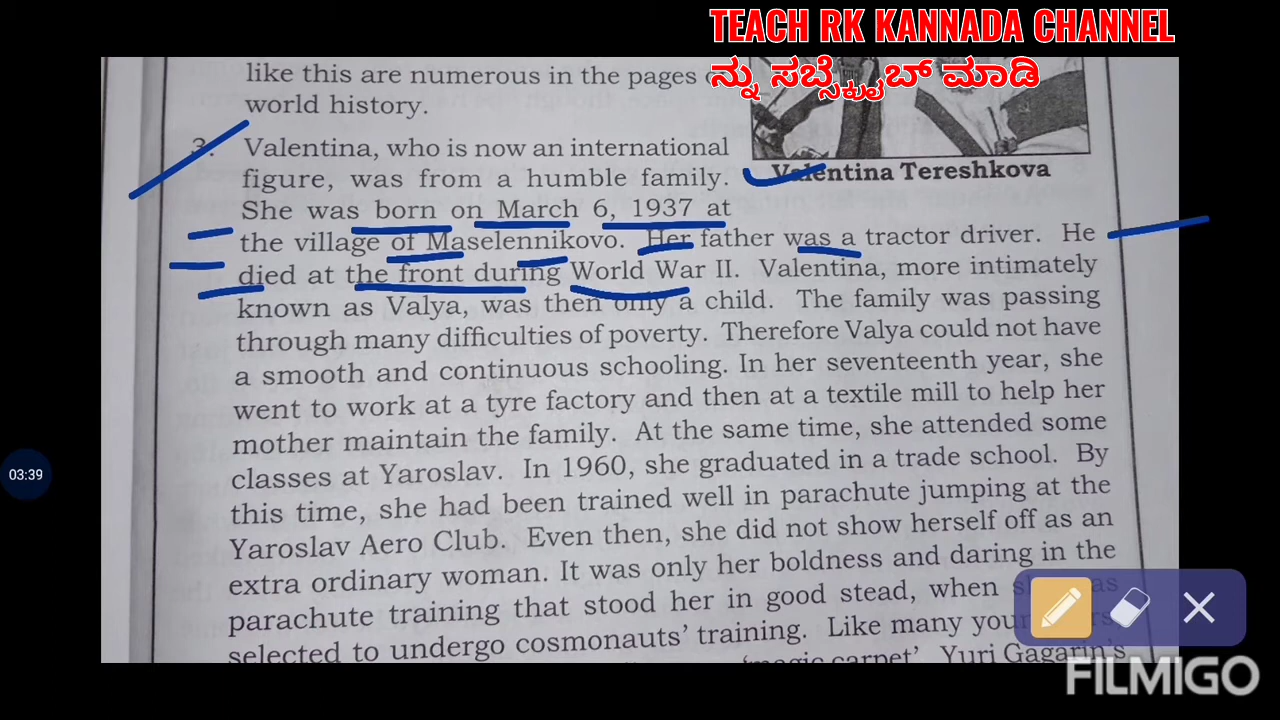 TEACH RK KANNADA CHANNEL
ನ್ನು ಸಬ್ಸ್ಕ್ರೈಬ್ ಮಾಡಿ
like this are numerous in the pages
world history.
3. Valentina, who is now an international
figure, was from a humble family.
Valentina Tereshkova
She was born on March 6, 1937 at
the village of Maselennikovo. Her father was a tractor driver. He
died at the front during World War II. Valentina, more intimately
known as Valya, was then only a child. The family was passing
through many difficulties of poverty. Therefore Valya could not have
a smooth and continuous schooling. In her seventeenth year, she
went to work at a tyre factory and then at a textile mill to help her
mother maintain the family. At the same time, she attended some
classes at Yaroslav. In 1960, she graduated in a trade school. By
this time, she had been trained well in parachute jumping at the
Yaroslav Aero Club. Even then, she did not show herself off as an
extra ordinary woman. It was only her boldness and daring in the
parachute training that stood her in good stead, when
selected to undergo cosmonauts' training. Like many
'magic carpet' Yuri Gagarin's
03:39
FILMIGO